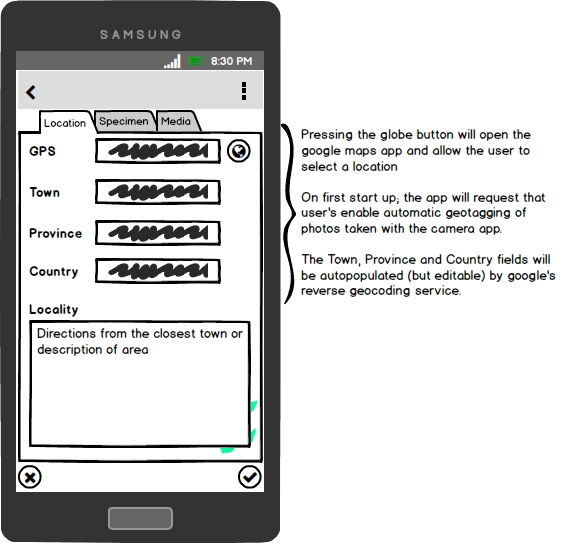 SAMSUNG
8:30 PM
Location
Specimen
Media
GPS
Town
Province
Country
Locality
Directions from the closest town or
description of area
Pressing the globe button will open the
google maps app and allow the user to
select a location
On first start up, the app will request that
user's enable automatic geotagging of
photos taken with the camera app.
The Town, Province and Country fields will
be autopopulated (but editable) by google's
reverse geocoding service.